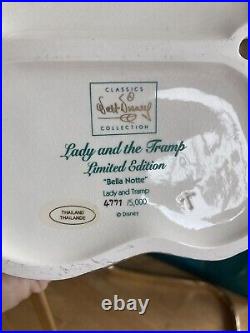 CLASSICS
Walt Disney
COLLECTION
Lady and the Tramp
Limited Edition
"Bella Notte"
Lady and Tramp
4771 /5,000
© Disney
THAILAND
THAILANDE